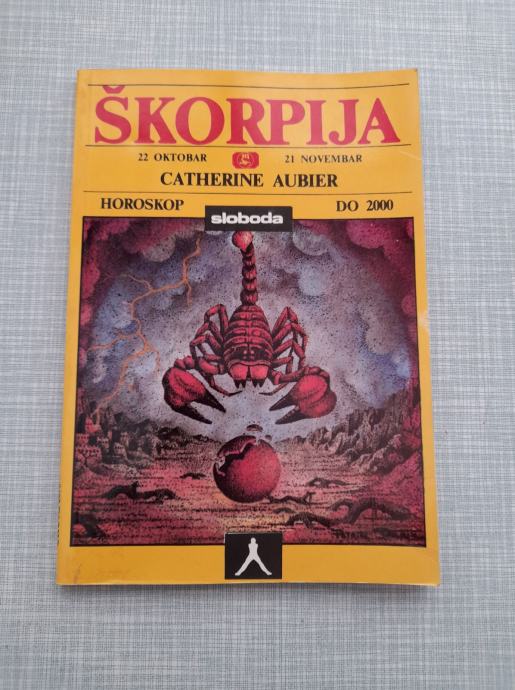 ŠKORPIJA
22 OKTOBAR 21 NOVEMBAR
CATHERINE AUBIER
HOROSKOP DO 2000
sloboda